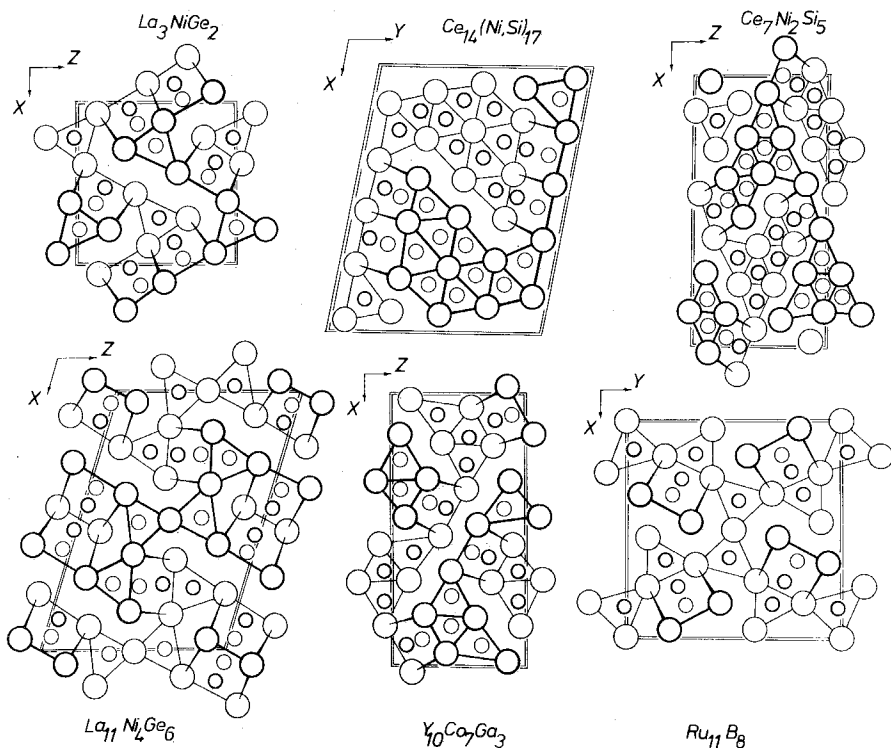 La3NiGe2
Ce14(Ni,Si)17
Ce7Ni2Si5
Z
X
Y
X
Z
X
Z
X
Z
X
Y
X
La11Ni4Ge6
Y10Co7Ga3
Ru11B8